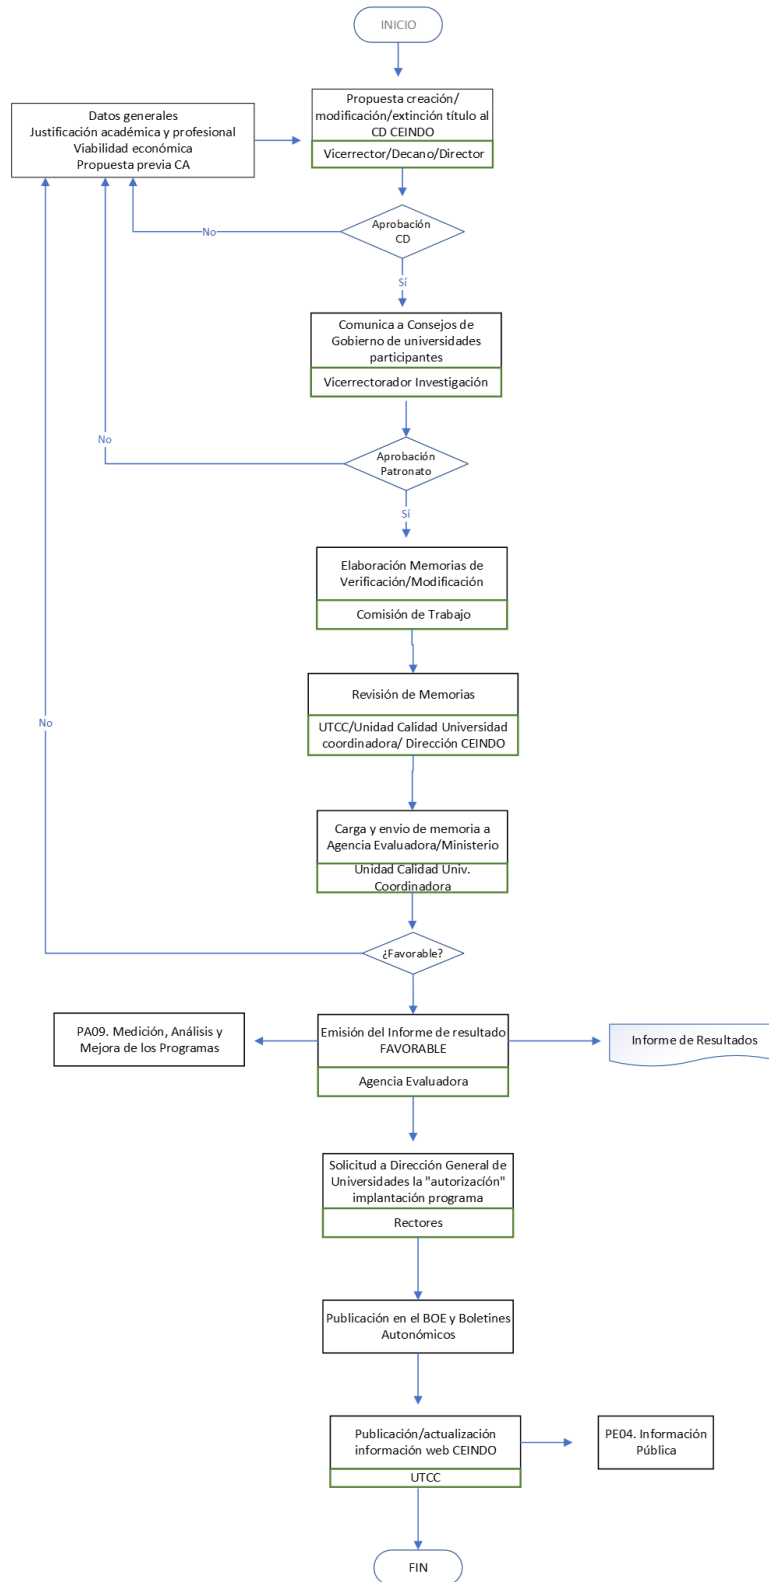 INICIO
Datos generales
Justificación académica y profesional
Viabilidad económica
Propuesta previa CA
Propuesta creación/
modificación/extinción título al
CD CEINDO
Vicerrector/Decano/Director
Aprobación
CD
No
Sí
Comunica a Consejos de
Gobierno de universidades
participantes
Vicerrectorador Investigación
No
Aprobación
Patronato
Sí
Elaboración Memorias de
Verificación/Modificación
Comisión de Trabajo
Revisión de Memorias
UTCC/Unidad Calidad Universidad
coordinadora/ Dirección CEINDO
No
Carga y envio de memoria a
Agencia Evaluadora/Ministerio
Unidad Calidad Univ.
Coordinadora
¿Favorable?
PA09. Medición, Análisis y
Mejora de los Programas
Emisión del Informe de resultado
FAVORABLE
Agencia Evaluadora
Informe de Resultados
Solicitud a Dirección General de
Universidades la "autorizacíón"
implantación programa
Rectores
Publicación en el BOE y Boletines
Autonómicos
Publicación/actualización
información web CEINDO
UTCC
PE04. Información
Pública
FIN